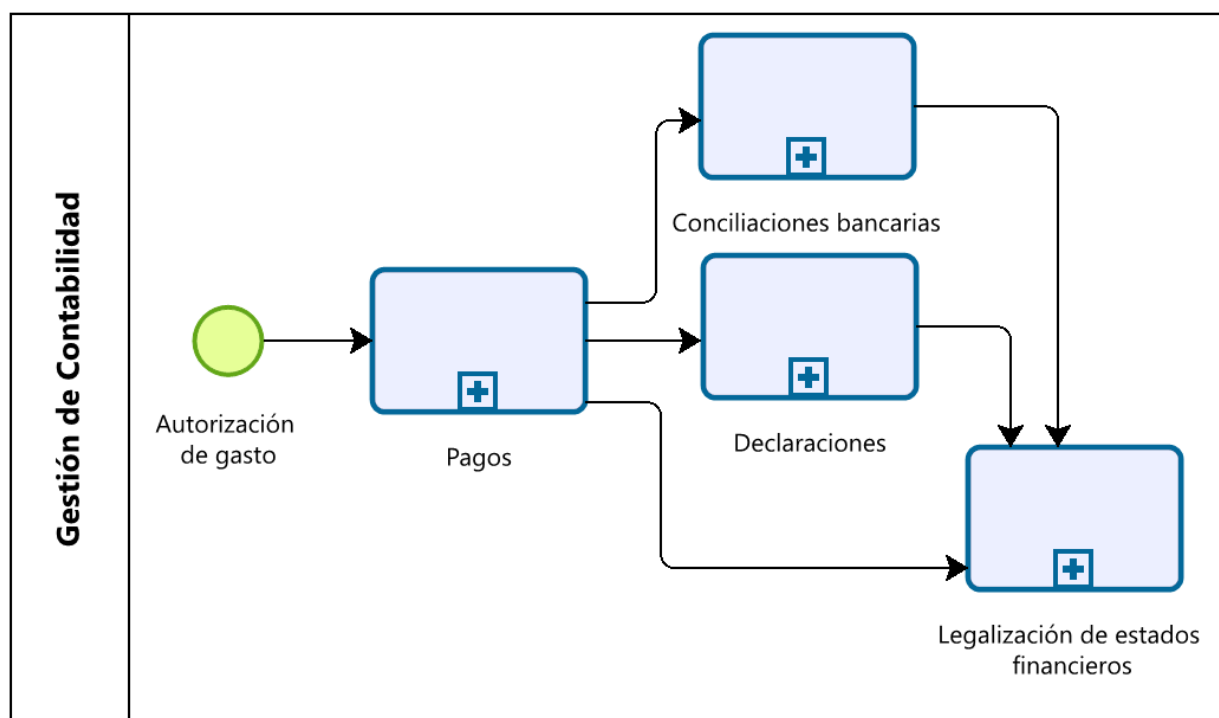 Gestión de Contabilidad
Autorización
de gasto
Pagos
Conciliaciones bancarias
Declaraciones
Legalización de estados
financieros